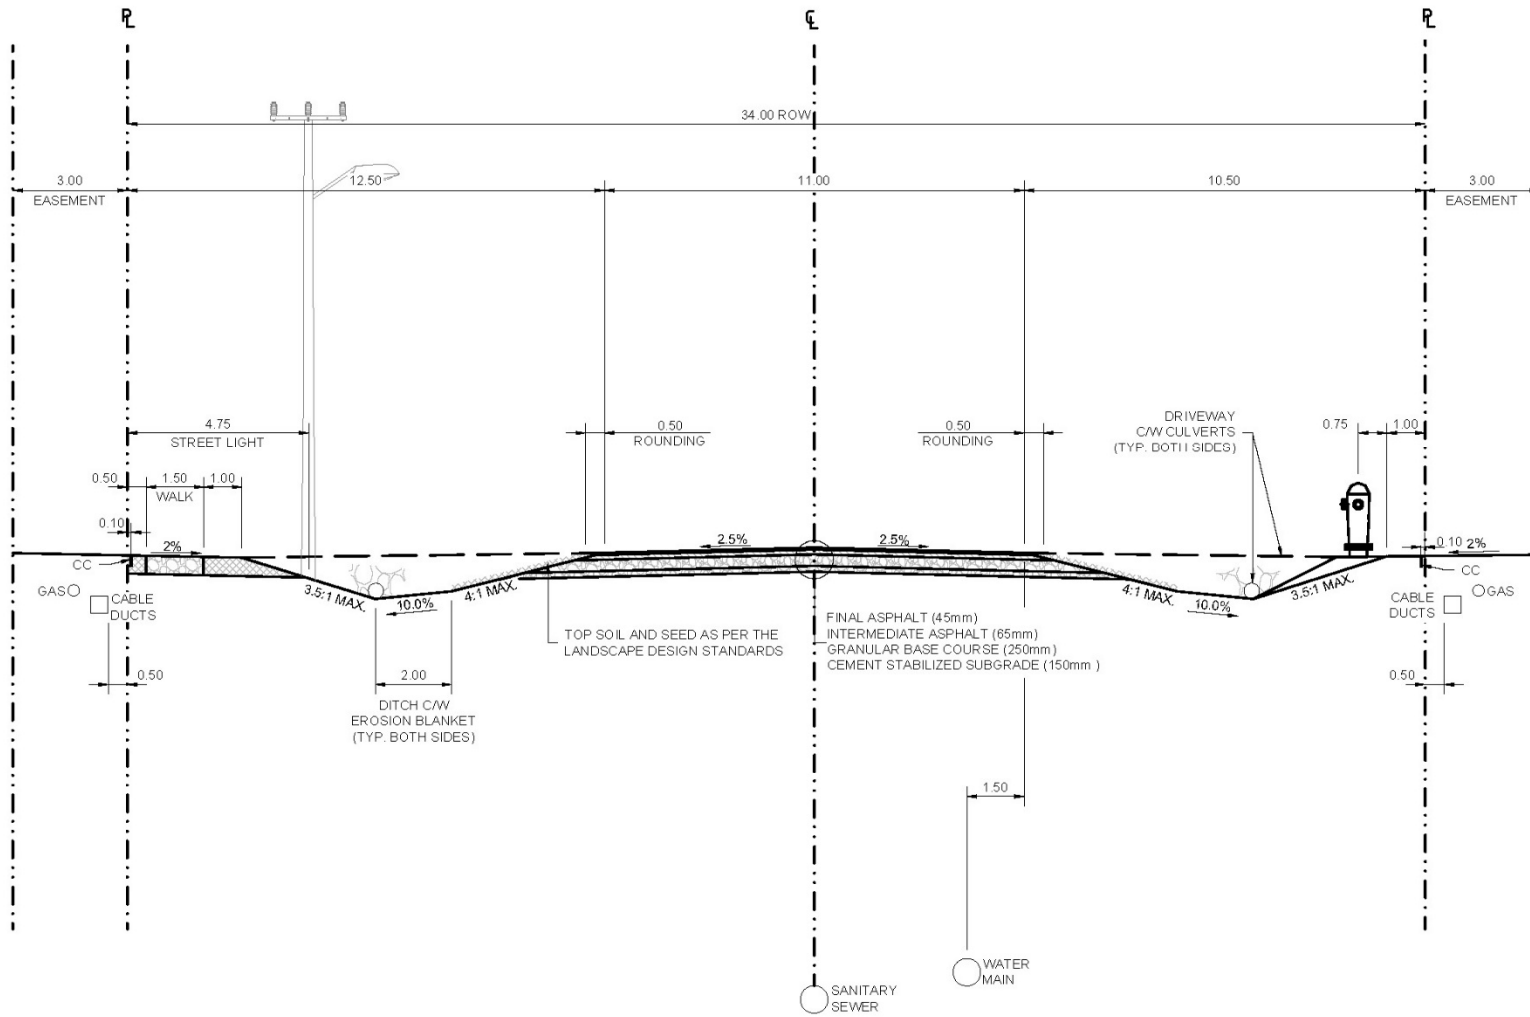 PL
CL
PL
34.00 ROW
3.00
EASEMENT
12.50
11.00
10.50
3.00
EASEMENT
4.75
STREET LIGHT
0.50
ROUNDING
0.50
ROUNDING
DRIVEWAY
C/W CULVERTS
(TYP. BOTH SIDES)
0.75
1.00
0.50
1.50
1.00
WALK
0.10
2%
2.5%
2.5%
0.10
2%
CC
CC
GAS
CABLE
DUCTS
3.5:1 MAX.
10.0%
4:1 MAX.
4:1 MAX.
10.0%
3.5:1 MAX.
CABLE
DUCTS
GAS
TOP SOIL AND SEED AS PER THE
LANDSCAPE DESIGN STANDARDS
FINAL ASPHALT (45mm)
INTERMEDIATE ASPHALT (65mm)
GRANULAR BASE COURSE (250mm)
CEMENT STABILIZED SUBGRADE (150mm )
0.50
2.00
0.50
DITCH C/W
EROSION BLANKET
(TYP. BOTH SIDES)
1.50
WATER
MAIN
SANITARY
SEWER